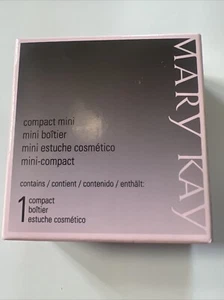 MARY KAY
compact mini
mini boîtier
mini estuche cosmético
mini-compact
contains / contient / contenido / enthält:
1 compact
boîtier
estuche cosmético